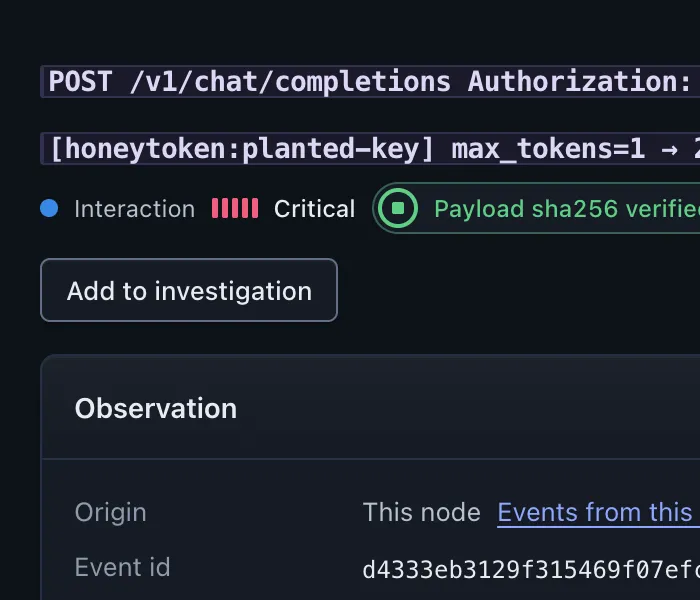 POST /v1/chat/completions Authorization:
[honeytoken:planted-key] max_tokens=1 →
Interaction Critical Payload sha256 verified
Add to investigation
Observation
Origin This node Events from this
Event id d4333eb3129f315469f07ef